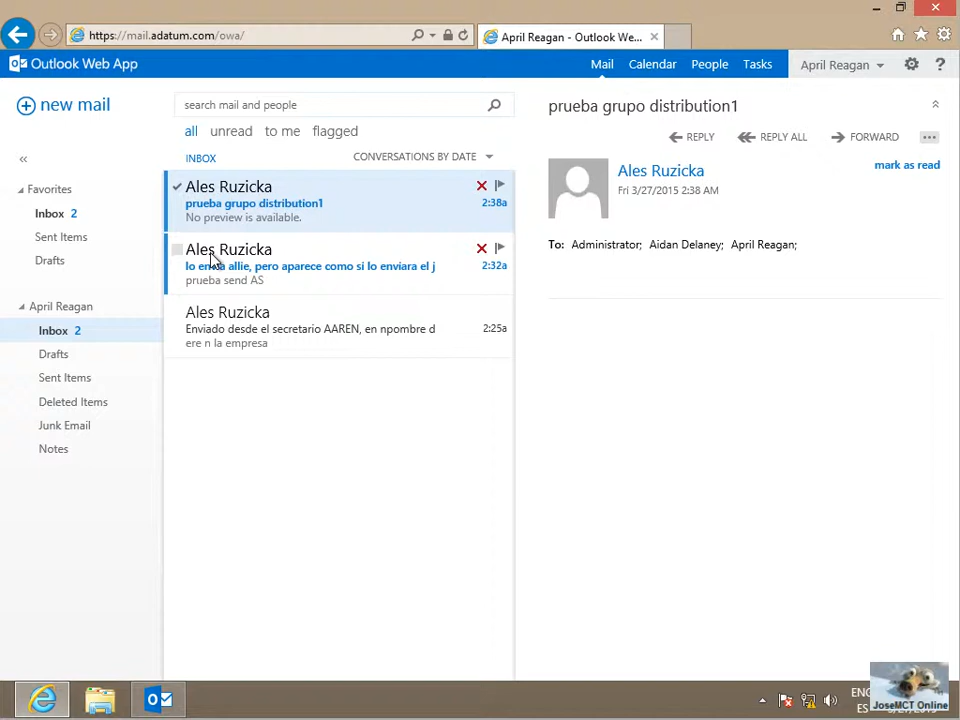 https://mail.adatum.com/owa/
April Reagan - Outlook We...
Outlook Web App
Mail
Calendar
People
Tasks
April Reagan
?
new mail
search mail and people
all unread to me flagged
INBOX
CONVERSATIONS BY DATE
Favorites
Inbox 2
Sent Items
Drafts
April Reagan
Inbox 2
Drafts
Sent Items
Deleted Items
Junk Email
Notes
Ales Ruzicka
prueba grupo distribution1
2:38a
No preview is available.
Ales Ruzicka
lo envia allie, pero aparece como si lo enviara el j
2:32a
prueba send AS
Ales Ruzicka
Enviado desde el secretario AAREN, en npombre d
2:25a
ere n la empresa
prueba grupo distribution1
REPLY
REPLY ALL
FORWARD
Ales Ruzicka
mark as read
Fri 3/27/2015 2:38 AM
To: Administrator; Aidan Delaney; April Reagan;
ENG
ES
JoseMCT Online